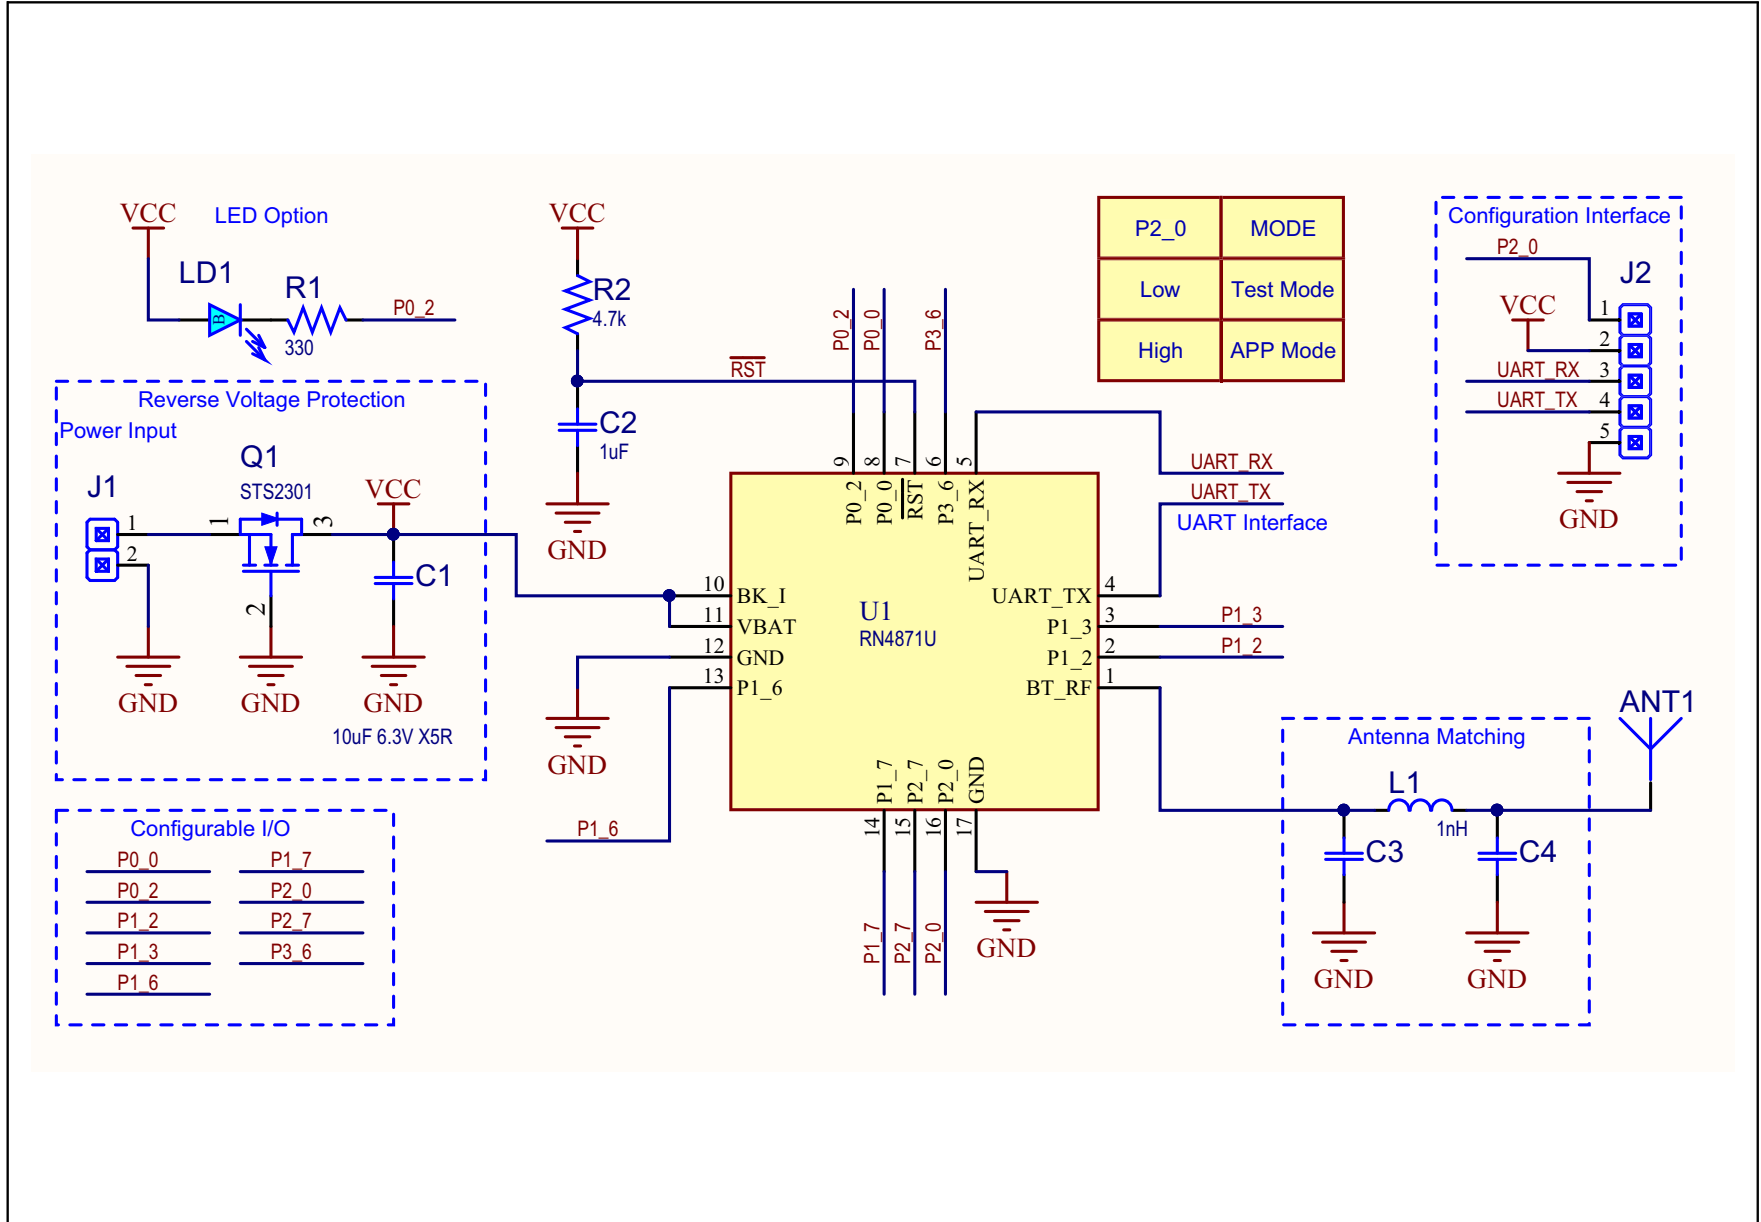 VCC
LED Option
LD1
B
R1
330
P0_2
VCC
R2
4.7k
RST
C2
1uF
GND
P2_0 MODE
Low Test Mode
High APP Mode
Configuration Interface
P2_0
J2
VCC
1
2
UART_RX 3
UART_TX 4
5
GND
Reverse Voltage Protection
Power Input
Q1
STS2301
J1
VCC
1
2
1
3
2
C1
GND
GND
GND
10uF 6.3V X5R
P0_2
P0_0
P3_6
9
8
7
6
5
P0_2
P0_0
RST
P3_6
UART_RX
UART_RX
UART_TX
UART Interface
U1
RN4871U
10 BK_I
11 VBAT
12 GND
13 P1_6
UART_TX 4
P1_3 3
P1_2 2
BT_RF 1
P1_3
P1_2
GND
P1_6
P1_7
P2_7
P2_0
GND
14
15
16
17
P1_7
P2_7
P2_0
GND
ANT1
Antenna Matching
L1
1nH
C3
C4
GND
GND
Configurable I/O
P0_0 P1_7
P0_2 P2_0
P1_2 P2_7
P1_3 P3_6
P1_6